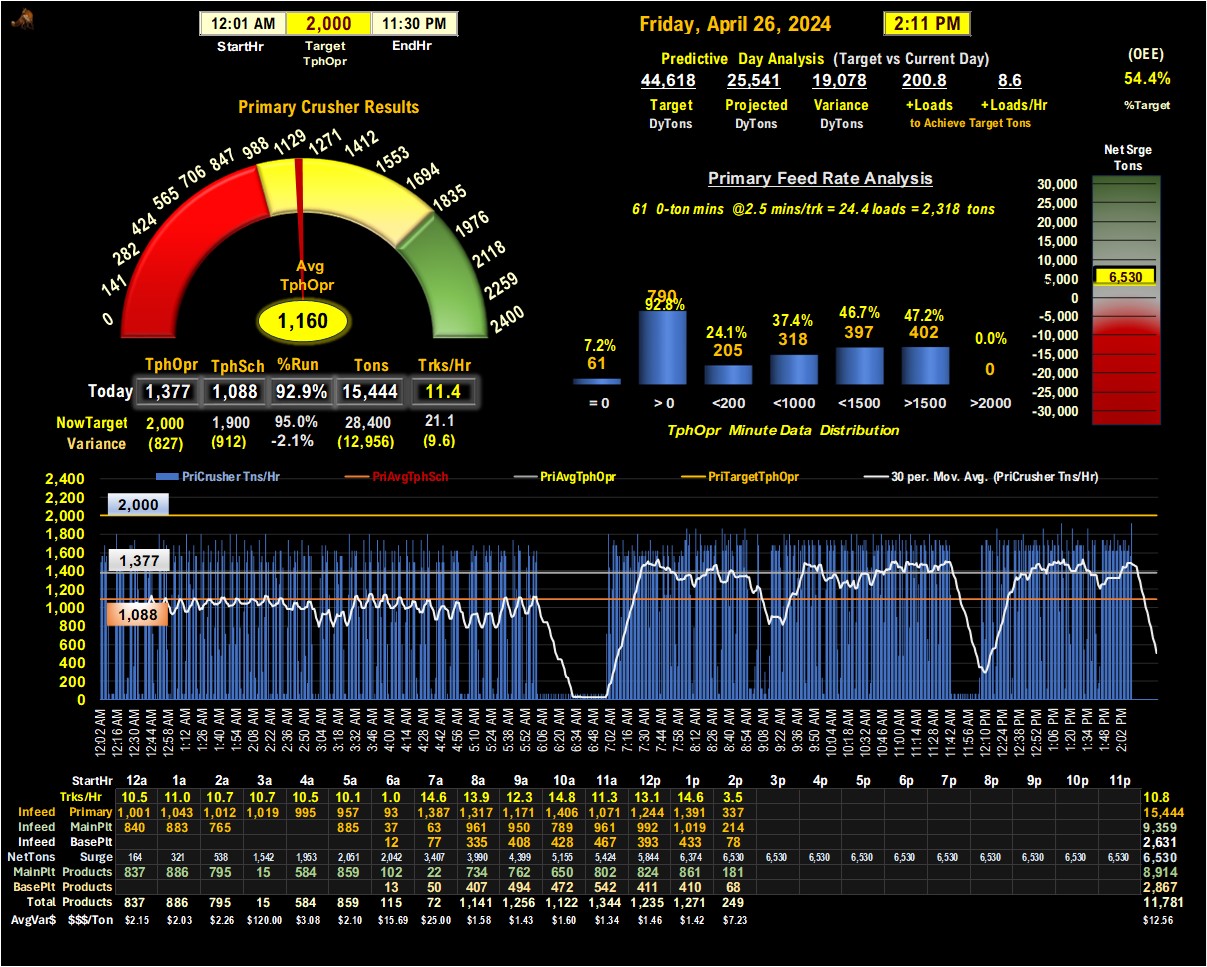 12:01 AM 2,000 11:30 PM
StartHr Target EndHr
TphOpr
Friday, April 26, 2024 2:11 PM
Predictive Day Analysis (Target vs Current Day)
44,618 25,541 19,078 200.8 8.6
Target Projected Variance +Loads +Loads/Hr
DyTons DyTons DyTons to Achieve Target Tons
(OEE)
54.4%
%Target
Primary Crusher Results
0 141 282 424 565 706 847 988 1129 1271 1412 1553 1694 1835 1976 2118 2259 2400
Avg
TphOpr
1,160
TphOpr TphSch %Run Tons Trks/Hr
Today 1,377 1,088 92.9% 15,444 11.4
NowTarget 2,000 1,900 95.0% 28,400 21.1
Variance (827) (912) -2.1% (12,956) (9.6)
Primary Feed Rate Analysis
61 0-ton mins @2.5 mins/trk = 24.4 loads = 2,318 tons
7.2% 92.8% 24.1% 37.4% 46.7% 47.2% 0.0%
61 790 205 318 397 402 0
= 0 > 0 <200 <1000 <1500 >1500 >2000
TphOpr Minute Data Distribution
Net Srge
Tons
30,000
25,000
20,000
15,000
10,000
5,000
0
-5,000
-10,000
-15,000
-20,000
-25,000
-30,000
6,530
PriCrusher Tns/Hr PriAvgTphSch PriAvgTphOpr PriTargetTphOpr 30 per. Mov. Avg. (PriCrusher Tns/Hr)
2,400
2,200
2,000
1,800
1,600
1,400
1,200
1,000
800
600
400
200
0
2,000
1,377
1,088
12:02 AM 12:16 AM 12:30 AM 12:44 AM 12:58 AM 1:12 AM 1:26 AM 1:40 AM 1:54 AM 2:08 AM 2:22 AM 2:36 AM 2:50 AM 3:04 AM 3:18 AM 3:32 AM 3:46 AM 4:00 AM 4:14 AM 4:28 AM 4:42 AM 4:56 AM 5:10 AM 5:24 AM 5:38 AM 5:52 AM 6:06 AM 6:20 AM 6:34 AM 6:48 AM 7:02 AM 7:16 AM 7:30 AM 7:44 AM 7:58 AM 8:12 AM 8:26 AM 8:40 AM 8:54 AM 9:08 AM 9:22 AM 9:36 AM 9:50 AM 10:04 AM 10:18 AM 10:32 AM 10:46 AM 11:00 AM 11:14 AM 11:28 AM 11:42 AM 11:56 AM 12:10 PM 12:24 PM 12:38 PM 12:52 PM 1:06 PM 1:20 PM 1:34 PM 1:48 PM 2:02 PM
StartHr 12a 1a 2a 3a 4a 5a 6a 7a 8a 9a 10a 11a 12p 1p 2p 3p 4p 5p 6p 7p 8p 9p 10p 11p
Trks/Hr 10.5 11.0 10.7 10.7 10.5 10.1 1.0 14.6 13.9 12.3 14.8 11.3 13.1 14.6 3.5 10.8
Infeed Primary 1,001 1,043 1,012 1,019 995 957 93 1,387 1,317 1,171 1,406 1,071 1,244 1,391 337 15,444
Infeed MainPlt 840 883 765 885 37 63 961 950 789 961 992 1,019 214 9,359
Infeed BasePlt 12 77 335 408 428 467 393 433 78 2,631
NetTons Surge 164 321 538 1,542 1,953 2,051 2,042 3,407 3,990 4,399 5,155 5,424 5,844 6,374 6,530 6,530 6,530 6,530 6,530 6,530 6,530 6,530 6,530 6,530 6,530
MainPlt Products 837 886 795 15 584 859 102 22 734 762 650 802 824 861 181 8,914
BasePlt Products 13 50 407 494 472 542 411 410 68 2,867
Total Products 837 886 795 15 584 859 115 72 1,141 1,256 1,122 1,344 1,235 1,271 249 11,781
AvgVar$ $$$/Ton $2.15 $2.03 $2.26 $120.00 $3.08 $2.10 $15.69 $25.00 $1.58 $1.43 $1.60 $1.34 $1.46 $1.42 $7.23 $12.56